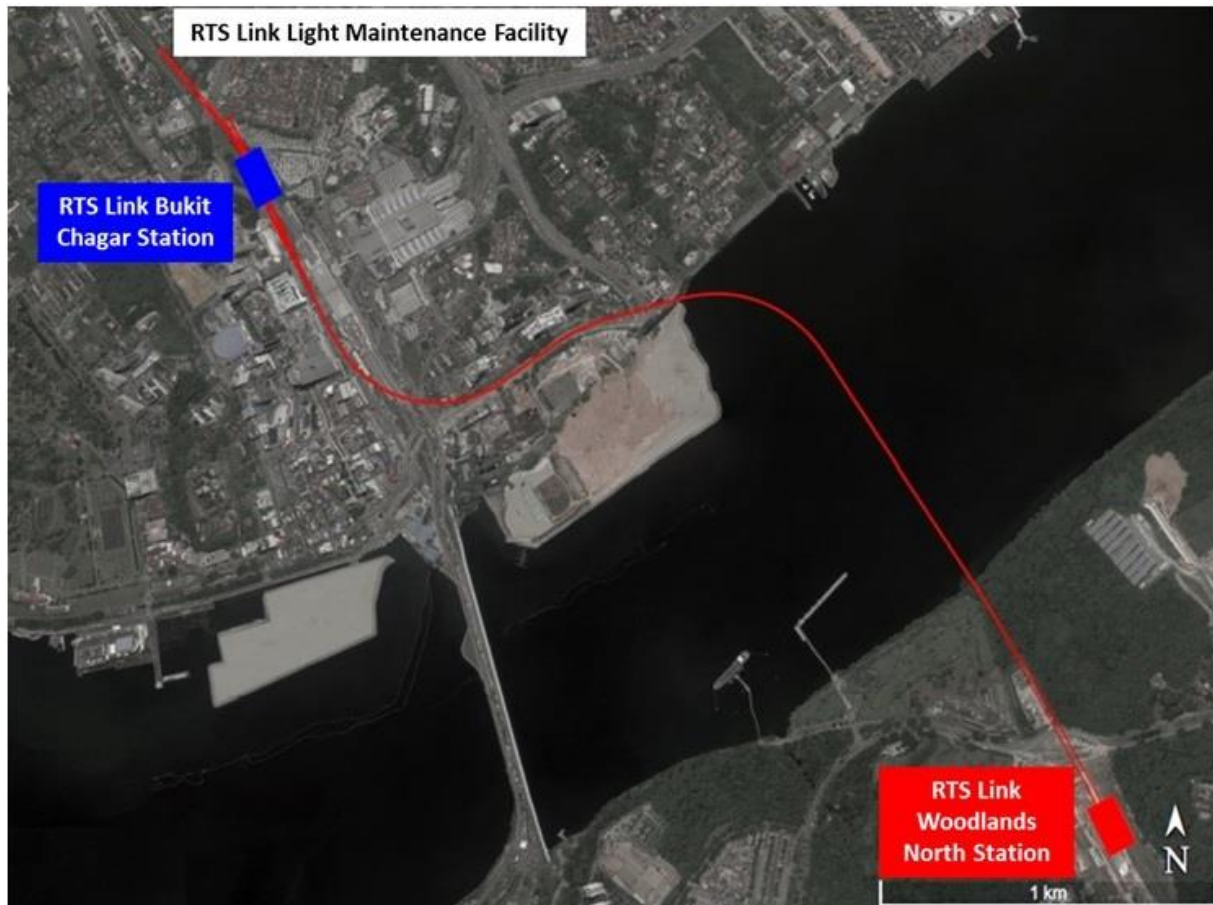 RTS Link Light Maintenance Facility
RTS Link Bukit
Chagar Station
RTS Link
Woodlands
North Station
N
1 km